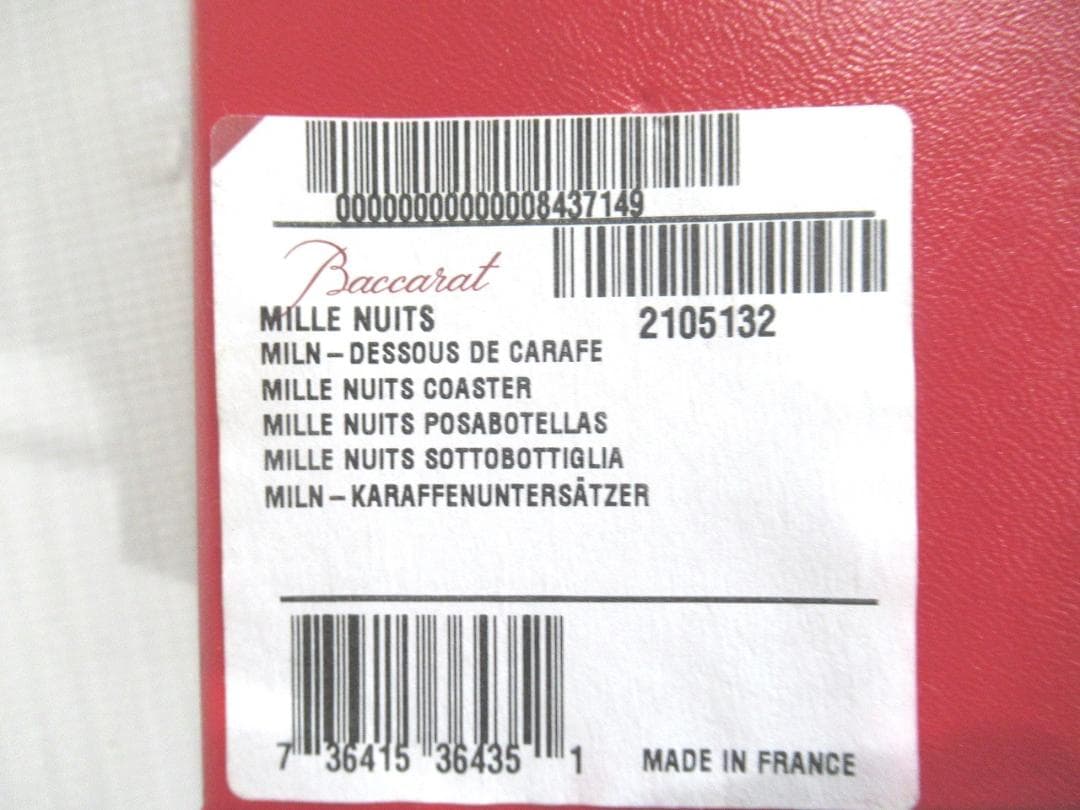 00000000000008437149
Baccarat
MILLE NUITS
2105132
MILN-DESSOUS DE CARAFE
MILLE NUITS COASTER
MILLE NUITS POSABOTELLAS
MILLE NUITS SOTTOBOTTIGLIA
MILN-KARAFFENUNTERSÄTZER
7 36415 36435 1
MADE IN FRANCE